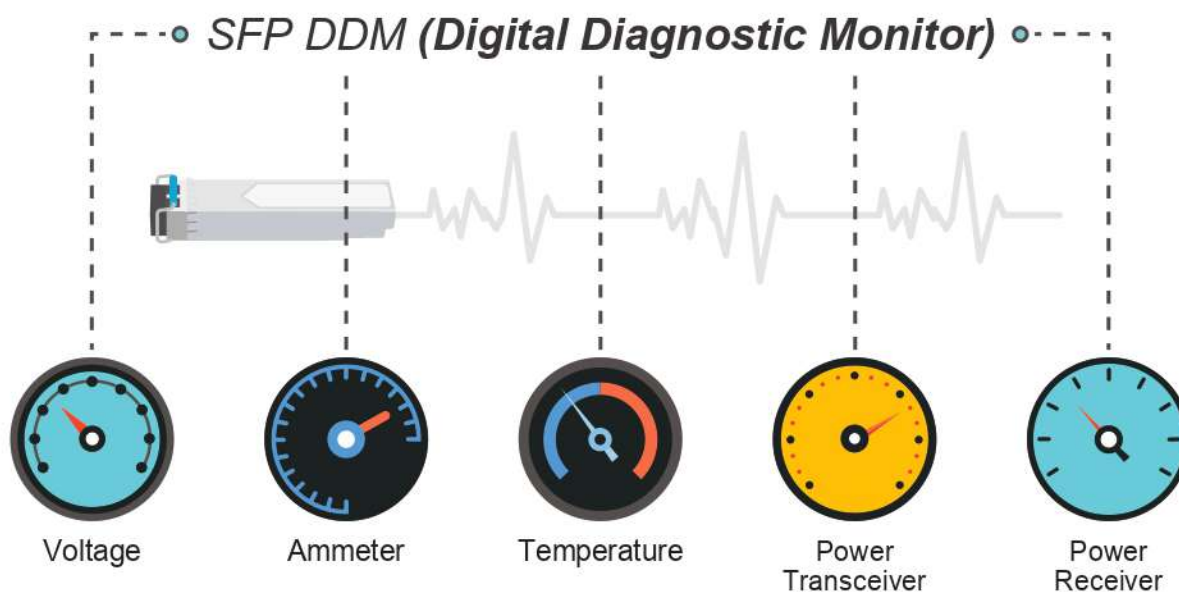 SFP DDM (Digital Diagnostic Monitor)
Voltage
Ammeter
Temperature
Power
Transceiver
Power
Receiver